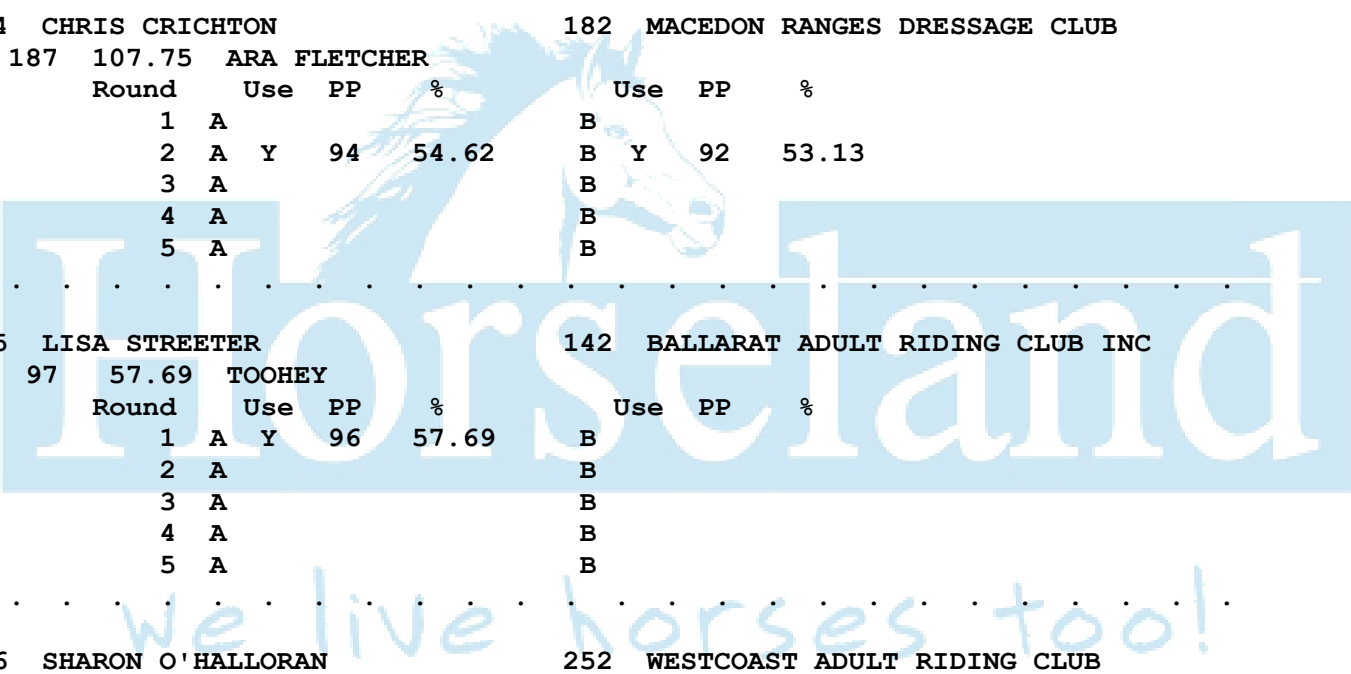 4 CHRIS CRICHTON 182 MACEDON RANGES DRESSAGE CLUB
187 107.75 ARA FLETCHER
Round Use PP % Use PP %
1 A B
2 A Y 94 54.62 B Y 92 53.13
3 A B
4 A B
5 A B
. . . . . . . . . . . . . . . . . . . . . . . . .
5 LISA STREETER 142 BALLARAT ADULT RIDING CLUB INC
97 57.69 TOOHEY
Round Use PP % Use PP %
1 A Y 96 57.69 B
2 A B
3 A B
4 A B
5 A B
. . . . . . . . . . . . . . . . . . . . . . . . .
6 SHARON O'HALLORAN 252 WESTCOAST ADULT RIDING CLUB
Horseland
we live horses too!